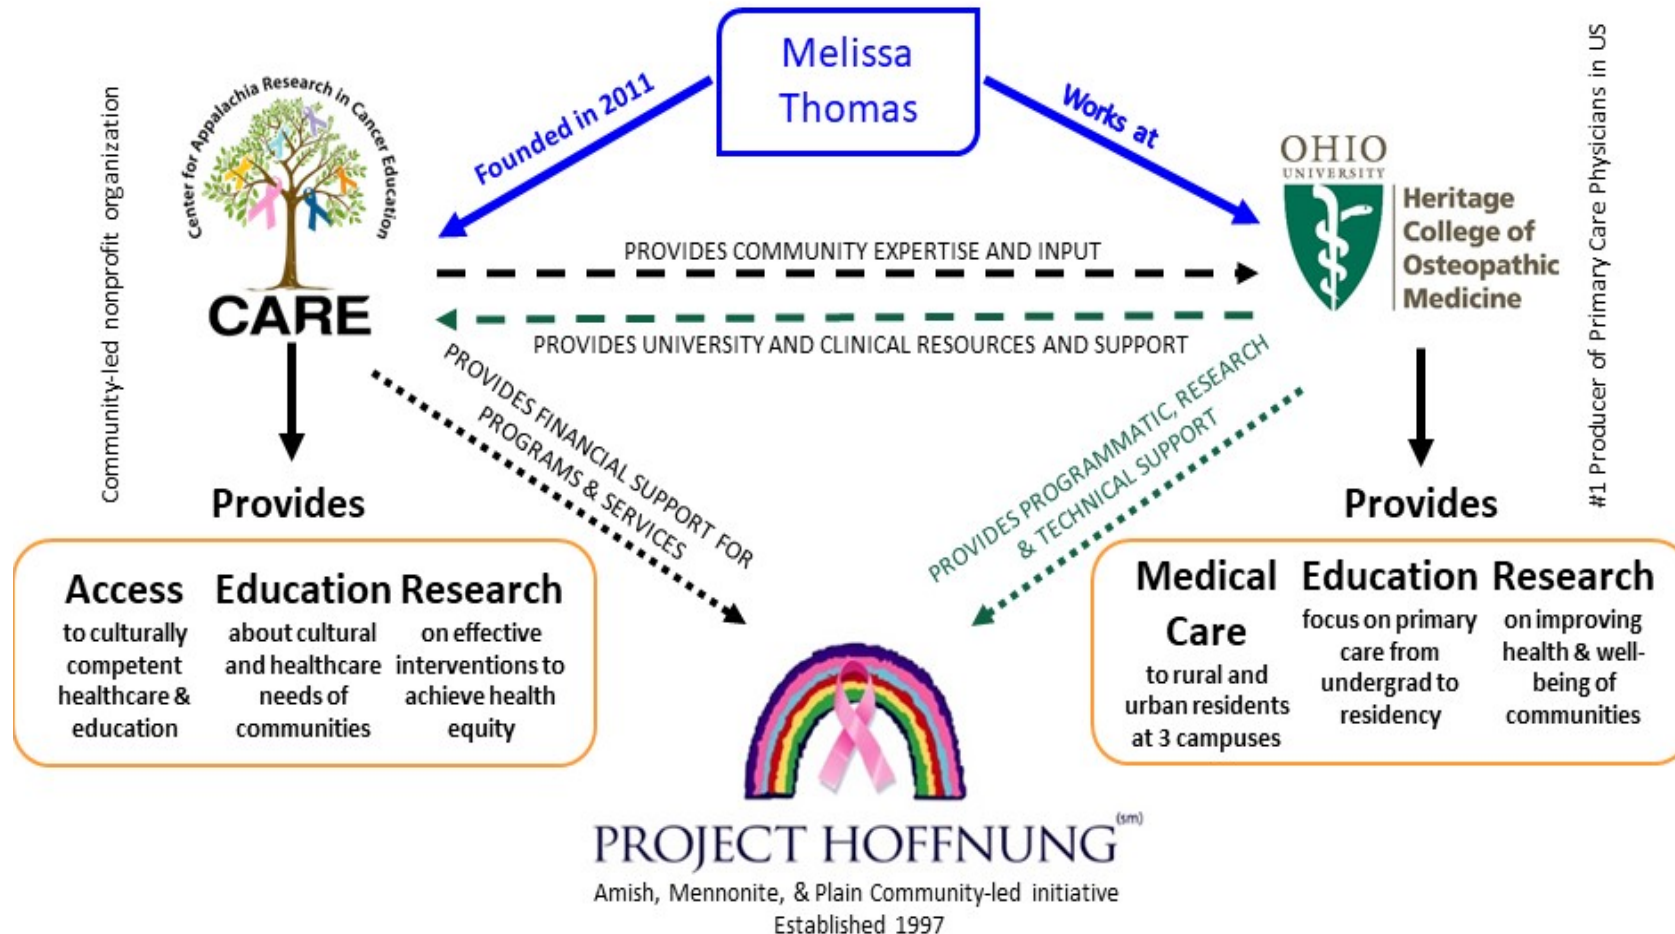 Melissa
Thomas
Founded in 2011
Works at
Community-led nonprofit organization
Center for Appalachia Research in Cancer Education
CARE
OHIO
UNIVERSITY
Heritage
College of
Osteopathic
Medicine
#1 Producer of Primary Care Physicians in US
PROVIDES COMMUNITY EXPERTISE AND INPUT
PROVIDES UNIVERSITY AND CLINICAL RESOURCES AND SUPPORT
PROVIDES FINANCIAL SUPPORT FOR
PROGRAMS & SERVICES
PROVIDES PROGRAMMATIC, RESEARCH
& TECHNICAL SUPPORT
Provides
Access
to culturally
competent
healthcare &
education
Education
about cultural
and healthcare
needs of
communities
Research
on effective
interventions to
achieve health
equity
Provides
Medical
Care
to rural and
urban residents
at 3 campuses
Education
focus on primary
care from
undergrad to
residency
Research
on improving
health & well-
being of
communities
PROJECT HOFFNUNG(sm)
Amish, Mennonite, & Plain Community-led initiative
Established 1997